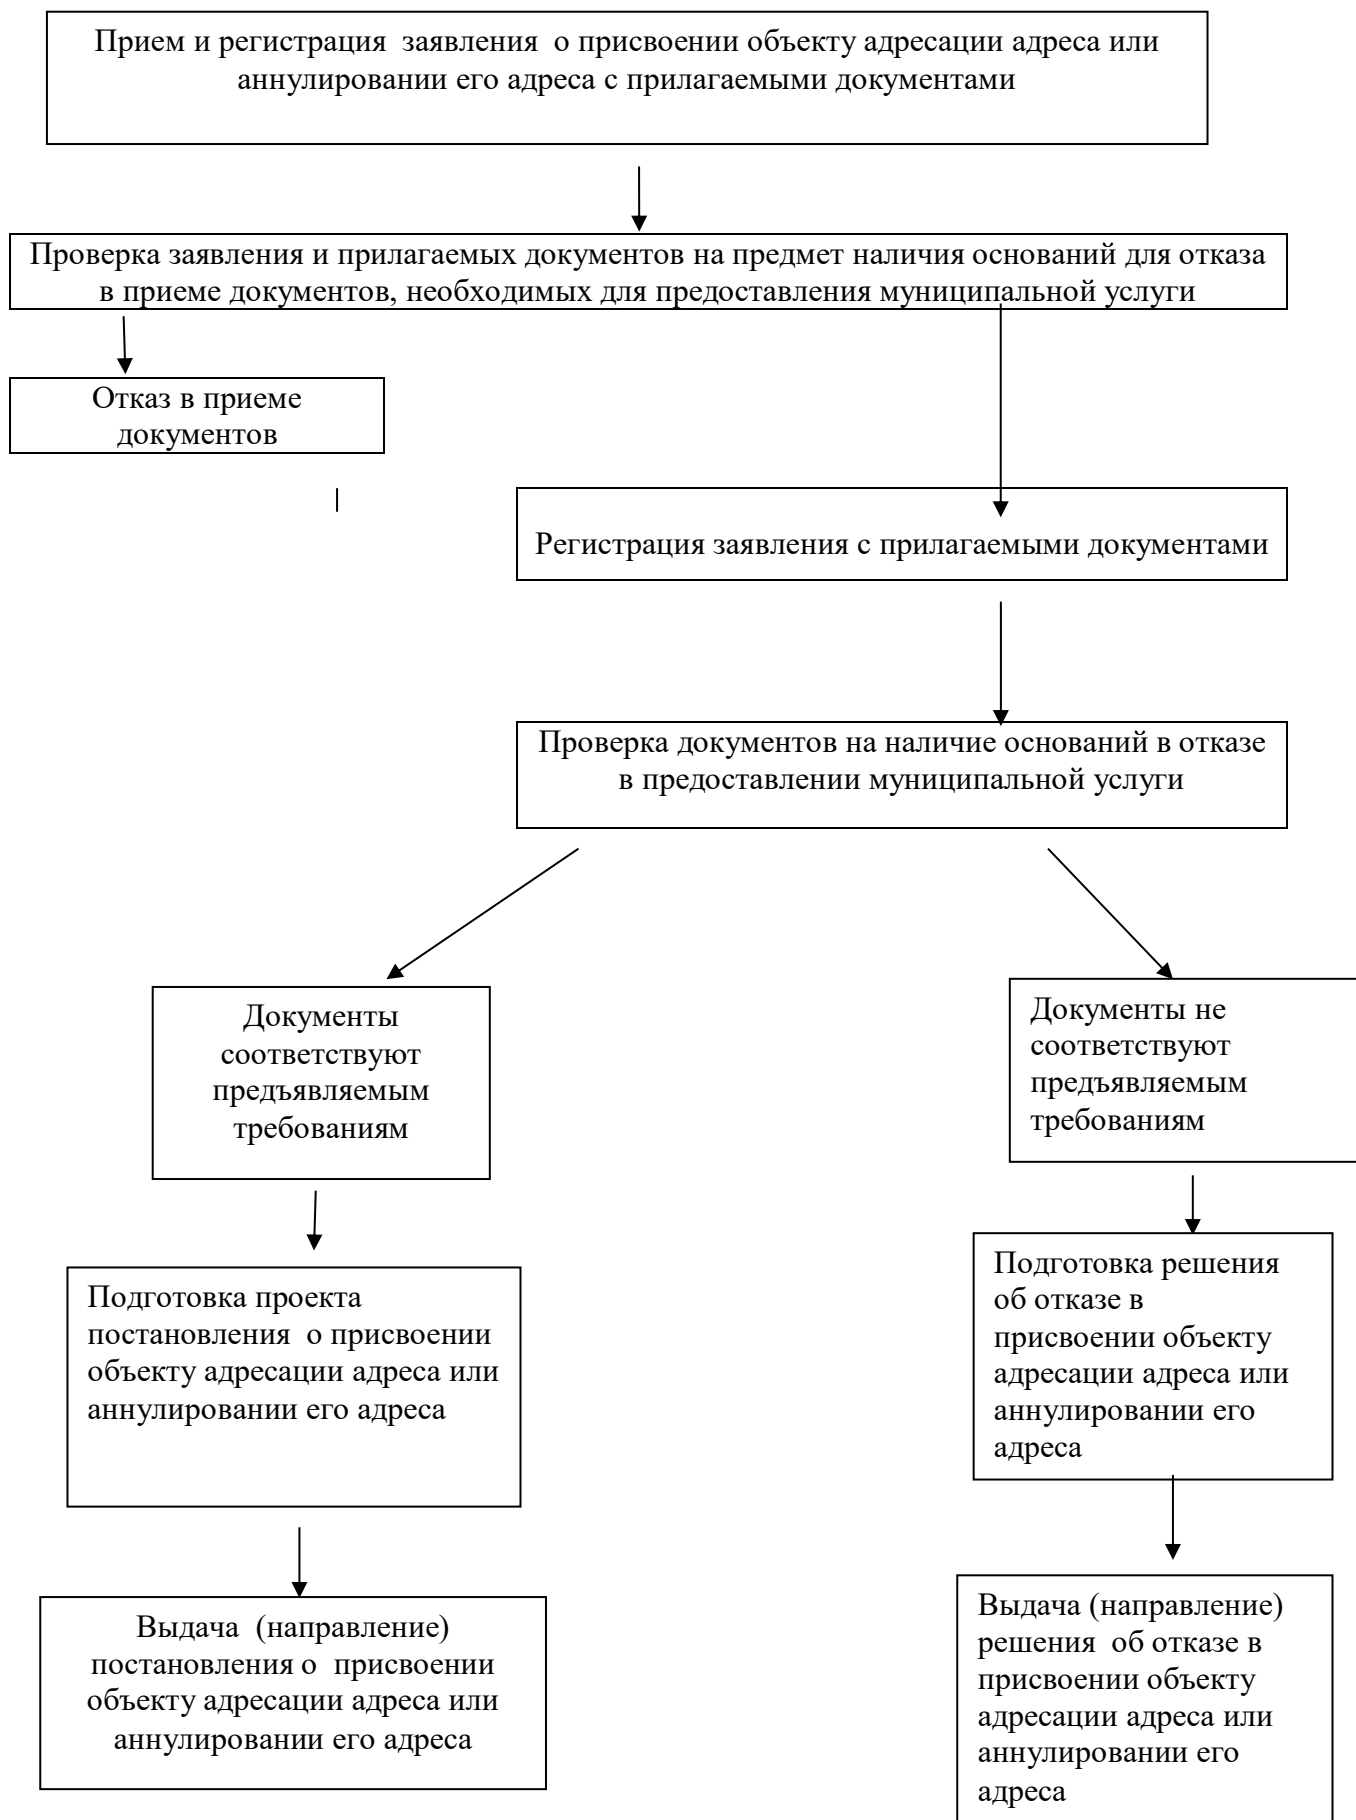 Прием и регистрация  заявления  о присвоении объекту адресации адреса или
аннулировании его адреса с прилагаемыми документами
Проверка заявления и прилагаемых документов на предмет наличия оснований для отказа
в приеме документов, необходимых для предоставления муниципальной услуги
Отказ в приеме
документов
Регистрация заявления с прилагаемыми документами
Проверка документов на наличие оснований в отказе
в предоставлении муниципальной услуги
Документы
соответствуют
предъявляемым
требованиям
Документы не
соответствуют
предъявляемым
требованиям
Подготовка проекта
постановления  о присвоении
объекту адресации адреса или
аннулировании его адреса
Подготовка решения
об отказе в
присвоении объекту
адресации адреса или
аннулировании его
адреса
Выдача  (направление)
постановления о  присвоении
объекту адресации адреса или
аннулировании его адреса
Выдача (направление)
решения  об отказе в
присвоении объекту
адресации адреса или
аннулировании его
адреса